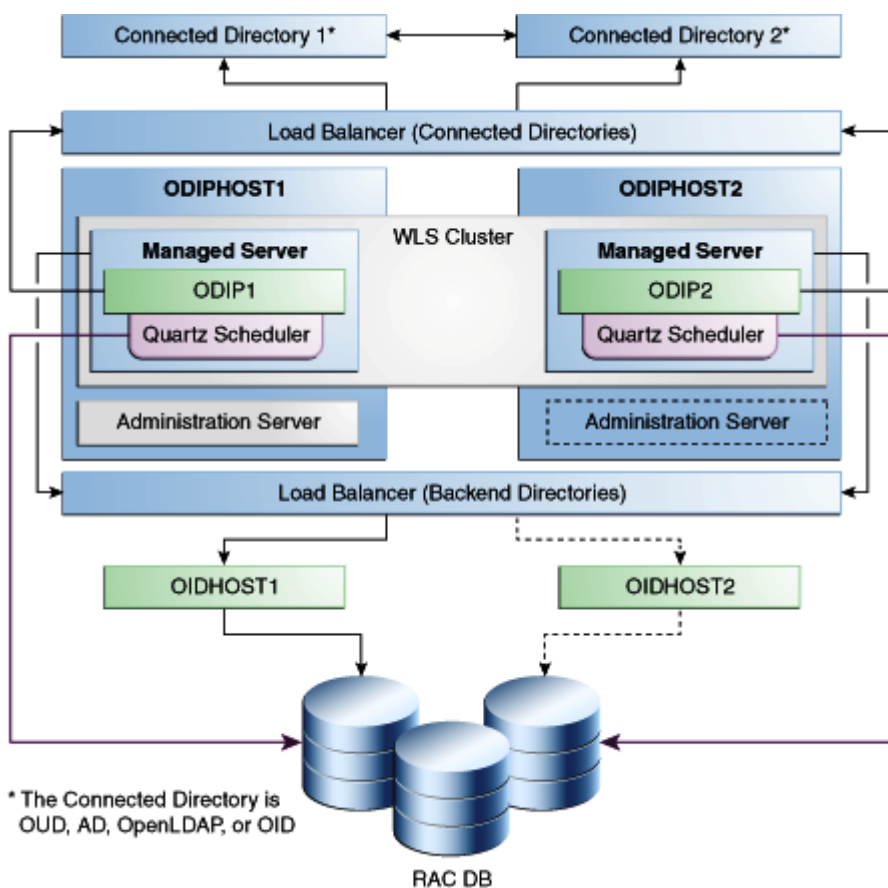 Connected Directory 1*
Connected Directory 2*
Load Balancer (Connected Directories)
ODIPHOST1
ODIPHOST2
WLS Cluster
Managed Server
Managed Server
ODIP1
ODIP2
Quartz Scheduler
Quartz Scheduler
Administration Server
Administration Server
Load Balancer (Backend Directories)
OIDHOST1
OIDHOST2
* The Connected Directory is
OUD, AD, OpenLDAP, or OID
RAC DB